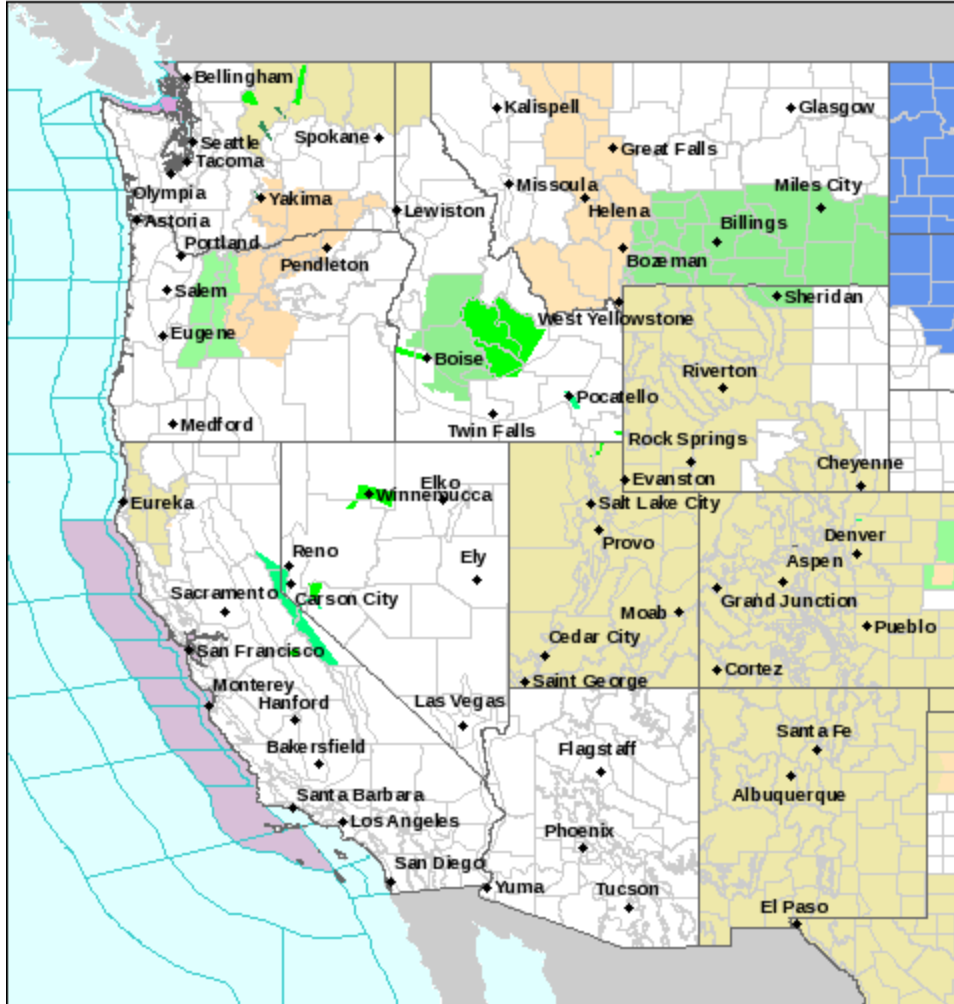 Bellingham
Kalispell
Glasgow
Seattle
Spokane
Great Falls
Tacoma
Missoula
Miles City
Olympia
Yakima
Lewiston
Helena
Astoria
Billings
Portland
Pendleton
Bozeman
Salem
Sheridan
West Yellowstone
Eugene
Boise
Riverton
Pocatello
Medford
Twin Falls
Rock Springs
Cheyenne
Elko
Evanston
Eureka
Winnemucca
Salt Lake City
Provo
Denver
Reno
Ely
Aspen
Sacramento
Carson City
Grand Junction
Moab
Pueblo
Cedar City
San Francisco
Cortez
Monterey
Saint George
Hanford
Las Vegas
Santa Fe
Bakersfield
Flagstaff
Albuquerque
Santa Barbara
Los Angeles
Phoenix
San Diego
Yuma
Tucson
El Paso